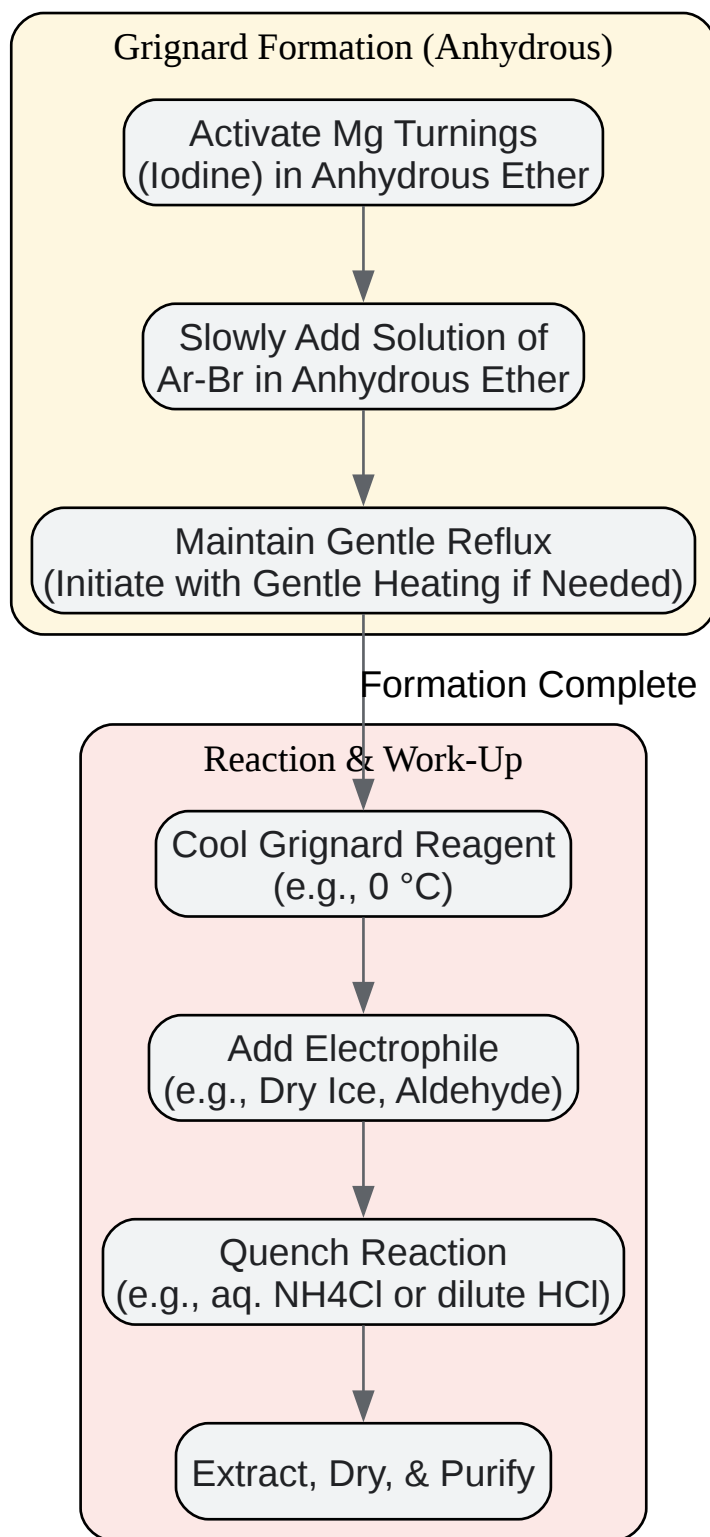 Grignard Formation (Anhydrous)
Activate Mg Turnings
(Iodine) in Anhydrous Ether
Slowly Add Solution of
Ar-Br in Anhydrous Ether
Maintain Gentle Reflux
(Initiate with Gentle Heating if Needed)
Formation Complete
Reaction & Work-Up
Cool Grignard Reagent
(e.g., 0 °C)
Add Electrophile
(e.g., Dry Ice, Aldehyde)
Quench Reaction
(e.g., aq. NH4Cl or dilute HCl)
Extract, Dry, & Purify